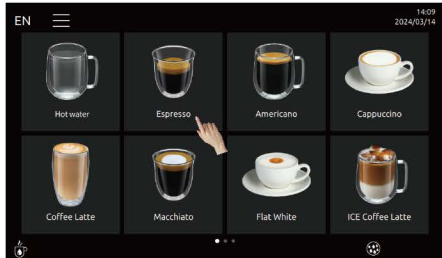 EN
14:09
2024/03/14
Hot water
Espresso
Americano
Cappuccino
Coffee Latte
Macchiato
Flat White
ICE Coffee Latte